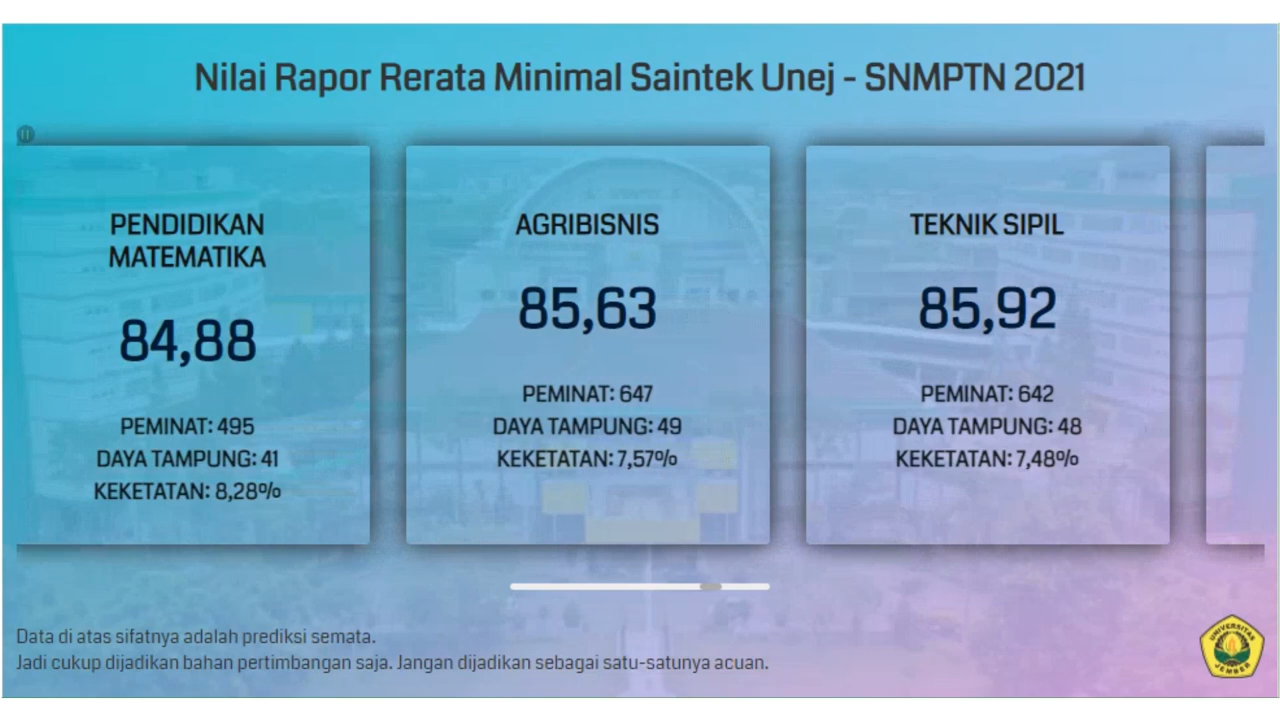 Nilai Rapor Rerata Minimal Saintek Unej - SNMPTN 2021
PENDIDIKAN
MATEMATIKA
84,88
PEMINAT: 495
DAYA TAMPUNG: 41
KEKETATAN: 8,28%
AGRIBISNIS
85,63
PEMINAT: 647
DAYA TAMPUNG: 49
KEKETATAN: 7,57%
TEKNIK SIPIL
85,92
PEMINAT: 642
DAYA TAMPUNG: 48
KEKETATAN: 7,48%
Data di atas sifatnya adalah prediksi semata.
Jadi cukup dijadikan bahan pertimbangan saja. Jangan dijadikan sebagai satu-satunya acuan.
UNIVERSITAS
JEMBER